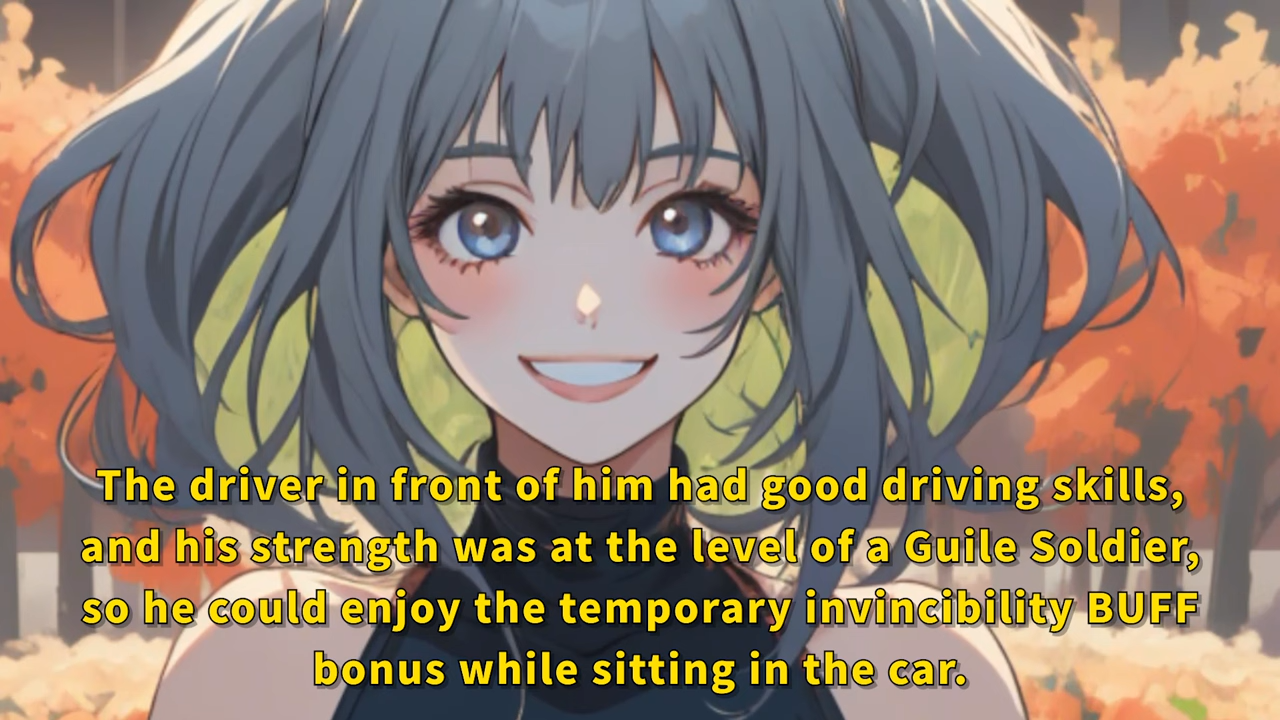 The driver in front of him had good driving skills,
and his strength was at the level of a Guile Soldier,
so he could enjoy the temporary invincibility BUFF
bonus while sitting in the car.